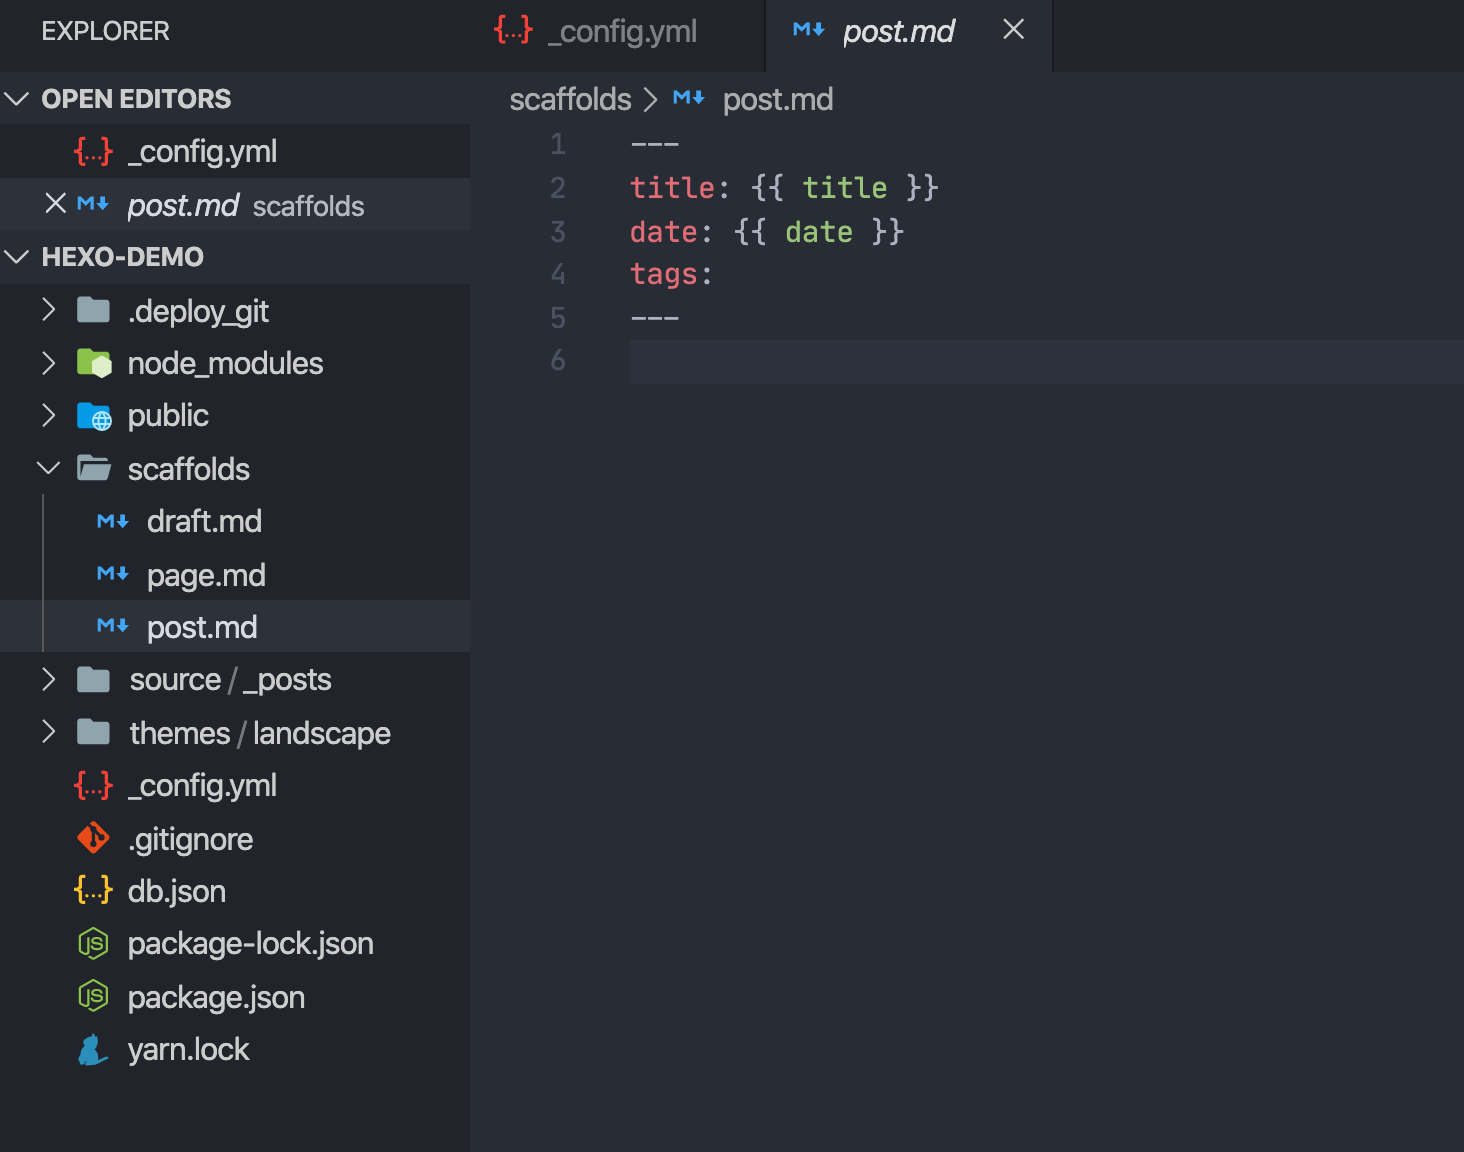 EXPLORER
OPEN EDITORS
_config.yml
post.md scaffolds
HEXO-DEMO
.deploy_git
node_modules
public
scaffolds
draft.md
page.md
post.md
source / _posts
themes / landscape
_config.yml
.gitignore
db.json
package-lock.json
package.json
yarn.lock
_config.yml
post.md
scaffolds > post.md
1 ---
2 title: {{ title }}
3 date: {{ date }}
4 tags:
5 ---
6